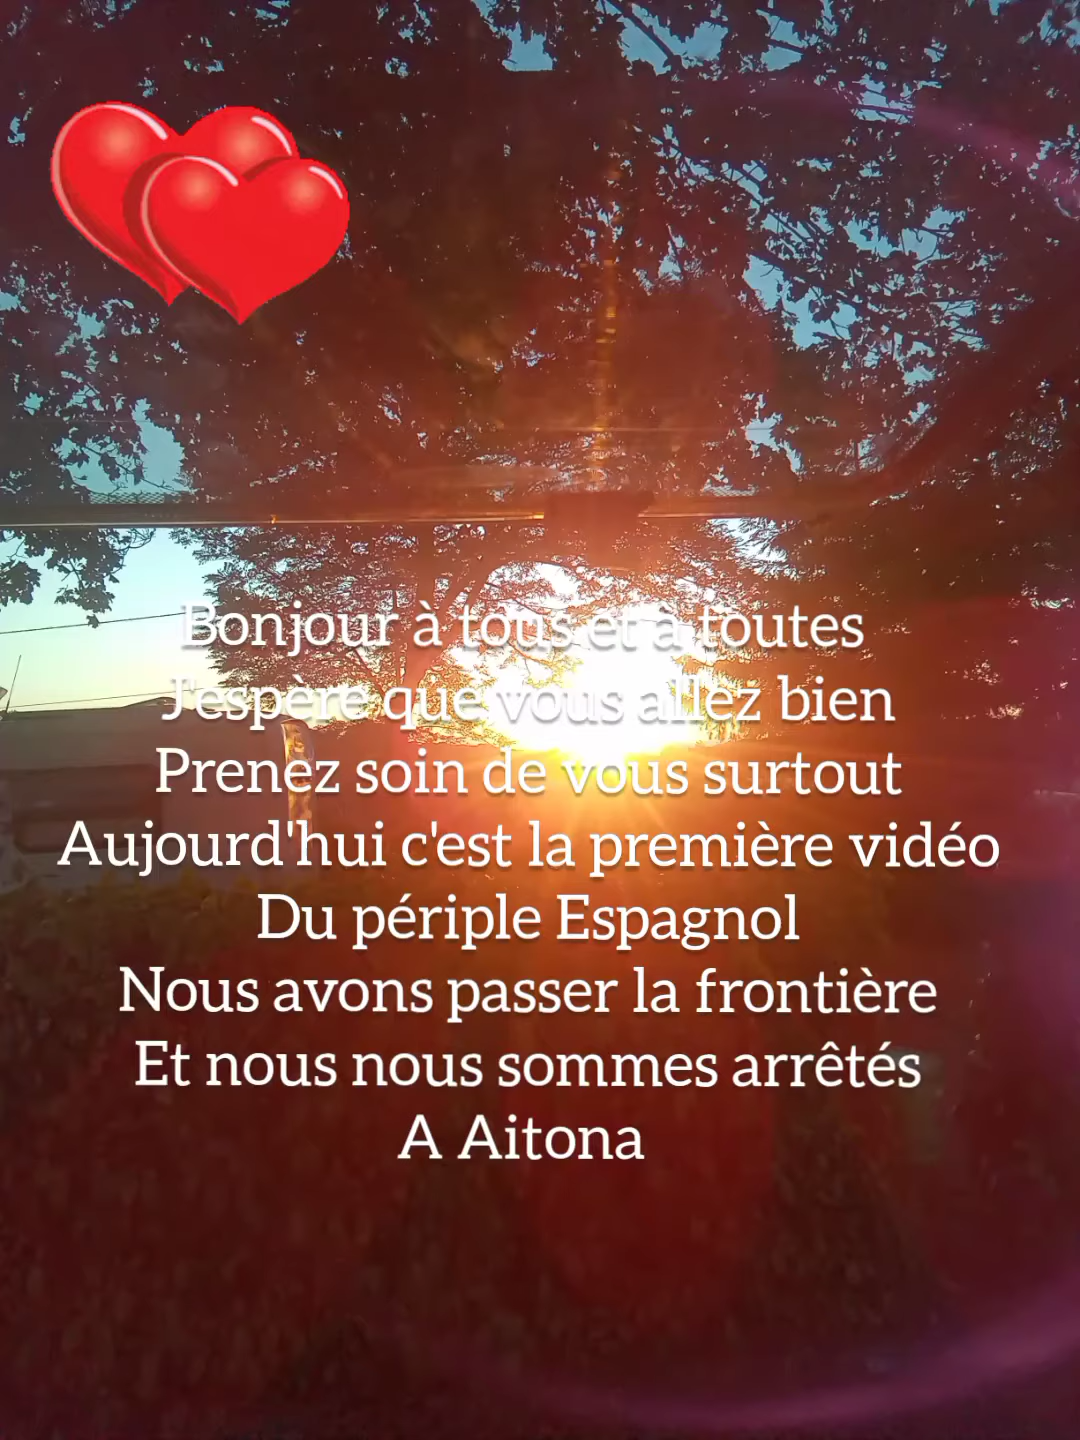 Bonjour à tous et à toutes
J'espère que vous allez bien
Prenez soin de vous surtout
Aujourd'hui c'est la première vidéo
Du périple Espagnol
Nous avons passer la frontière
Et nous nous sommes arrêtés
A Aitona